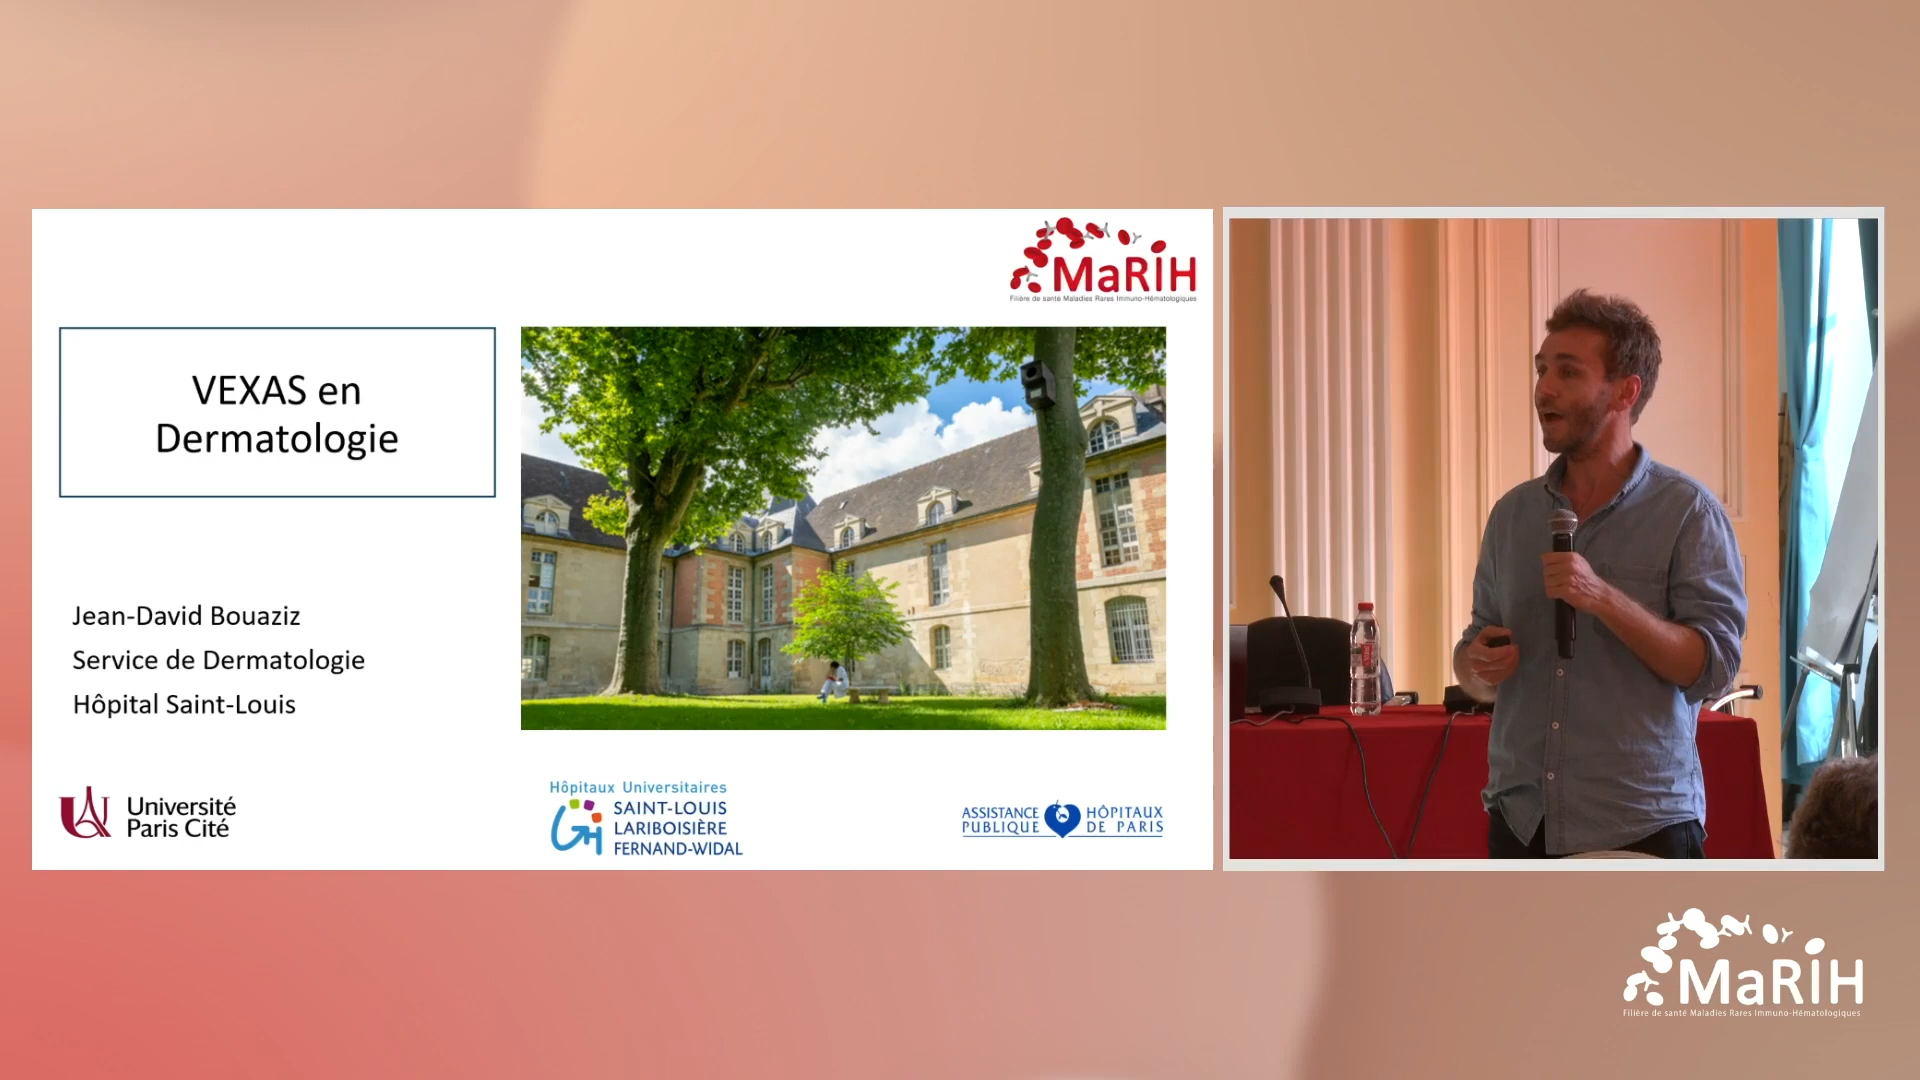 MaRIH
Filière de santé Maladies Rares Immuno-Hématologiques
VEXAS en
Dermatologie
Jean-David Bouaziz
Service de Dermatologie
Hôpital Saint-Louis
Université
Paris Cité
Hôpitaux Universitaires
SAINT-LOUIS
LARIBOISIÈRE
FERNAND-WIDAL
ASSISTANCE
PUBLIQUE
HÔPITAUX
DE PARIS
MaRIH
Filière de santé Maladies Rares Immuno-Hématologiques